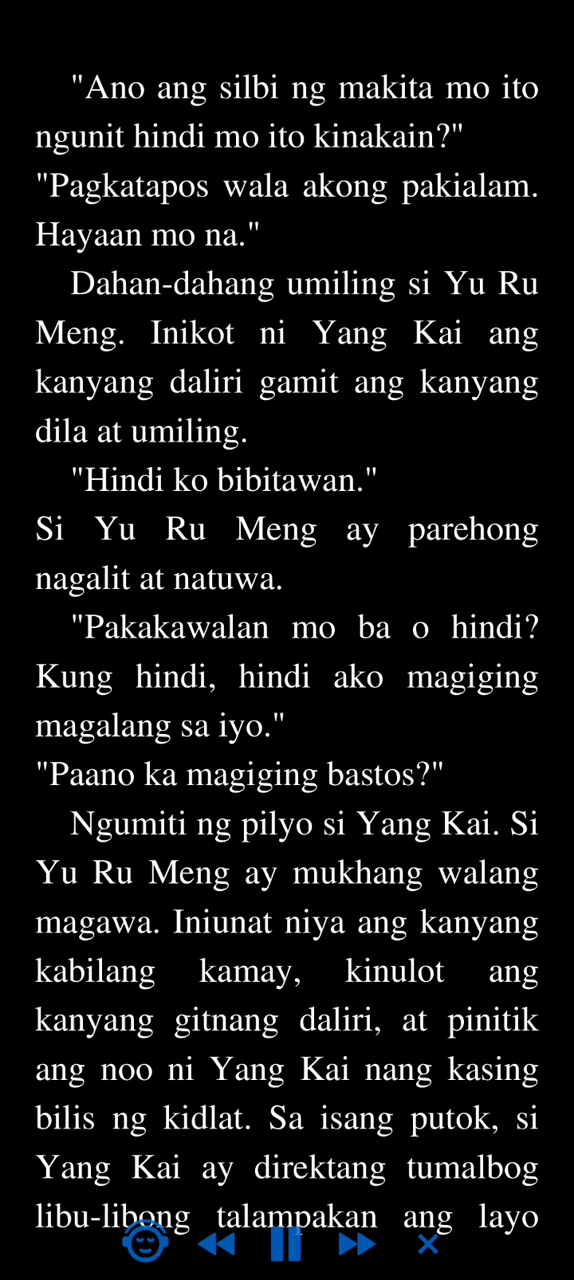 "Ano ang silbi ng makita mo ito
ngunit hindi mo ito kinakain?"
"Pagkatapos wala akong pakialam.
Hayaan mo na."
Dahan-dahang umiling si Yu Ru
Meng. Inikot ni Yang Kai ang
kanyang daliri gamit ang kanyang
dila at umiling.
"Hindi ko bibitawan."
Si Yu Ru Meng ay parehong
nagalit at natuwa.
"Pakakawalan mo ba o hindi?
Kung hindi, hindi ako magiging
magalang sa iyo."
"Paano ka magiging bastos?"
Ngumiti ng pilyo si Yang Kai. Si
Yu Ru Meng ay mukhang walang
magawa. Iniunat niya ang kanyang
kabilang kamay, kinulot ang
kanyang gitnang daliri, at pinitik
ang noo ni Yang Kai nang kasing
bilis ng kidlat. Sa isang putok, si
Yang Kai ay direktang tumalbog
libu-libong talampakan ang layo